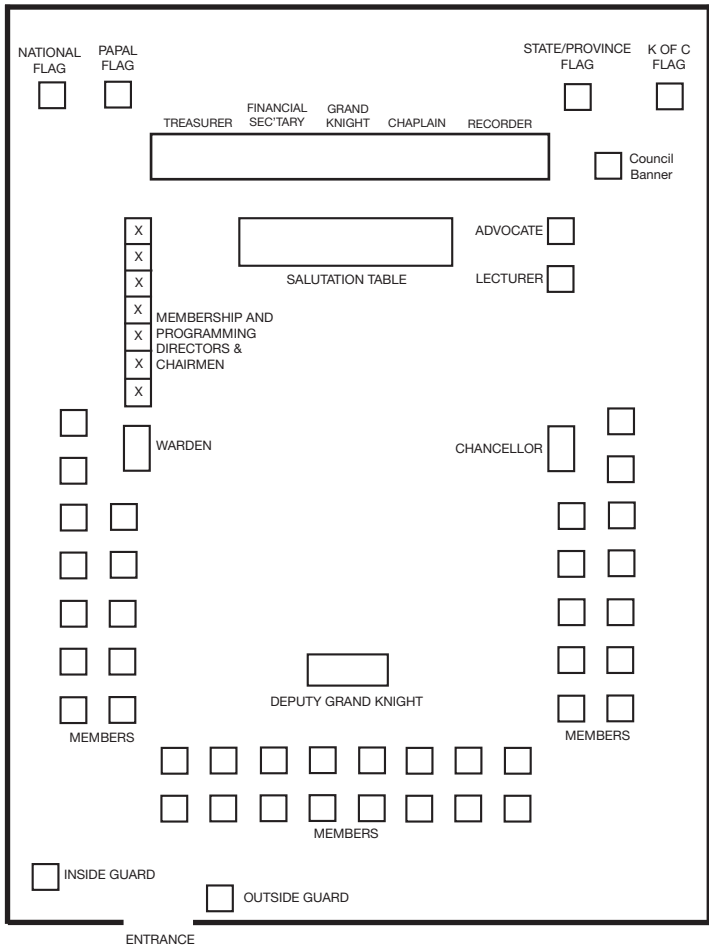 NATIONAL
FLAG
PAPAL
FLAG
STATE/PROVINCE
FLAG
K OF C
FLAG
TREASURER
FINANCIAL
SEC'TARY
GRAND
KNIGHT
CHAPLAIN
RECORDER
Council
Banner
X
X
X
X
X
X
X
ADVOCATE
SALUTATION TABLE
LECTURER
MEMBERSHIP AND
PROGRAMMING
DIRECTORS &
CHAIRMEN
WARDEN
CHANCELLOR
DEPUTY GRAND KNIGHT
MEMBERS
MEMBERS
MEMBERS
INSIDE GUARD
OUTSIDE GUARD
ENTRANCE